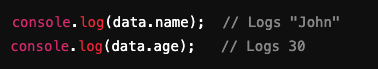 console.log(data.name);  // Logs "John"
console.log(data.age);   // Logs 30